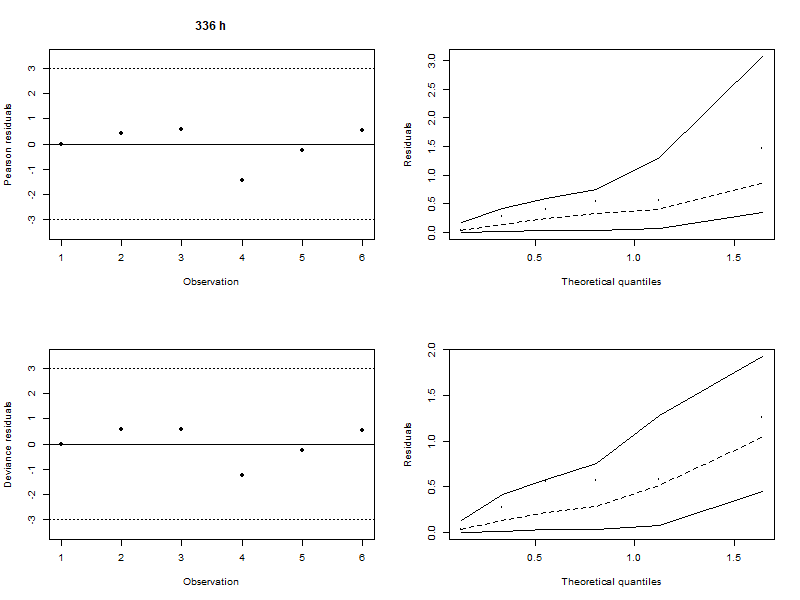 336 h
Pearson residuals
3
2
1
0
-1
-2
-3
1 2 3 4 5 6
Observation
Residuals
3.0
2.5
2.0
1.5
1.0
0.5
0.0
0.5 1.0 1.5
Theoretical quantiles
Deviance residuals
3
2
1
0
-1
-2
-3
1 2 3 4 5 6
Observation
Residuals
2.0
1.5
1.0
0.5
0.0
0.5 1.0 1.5
Theoretical quantiles